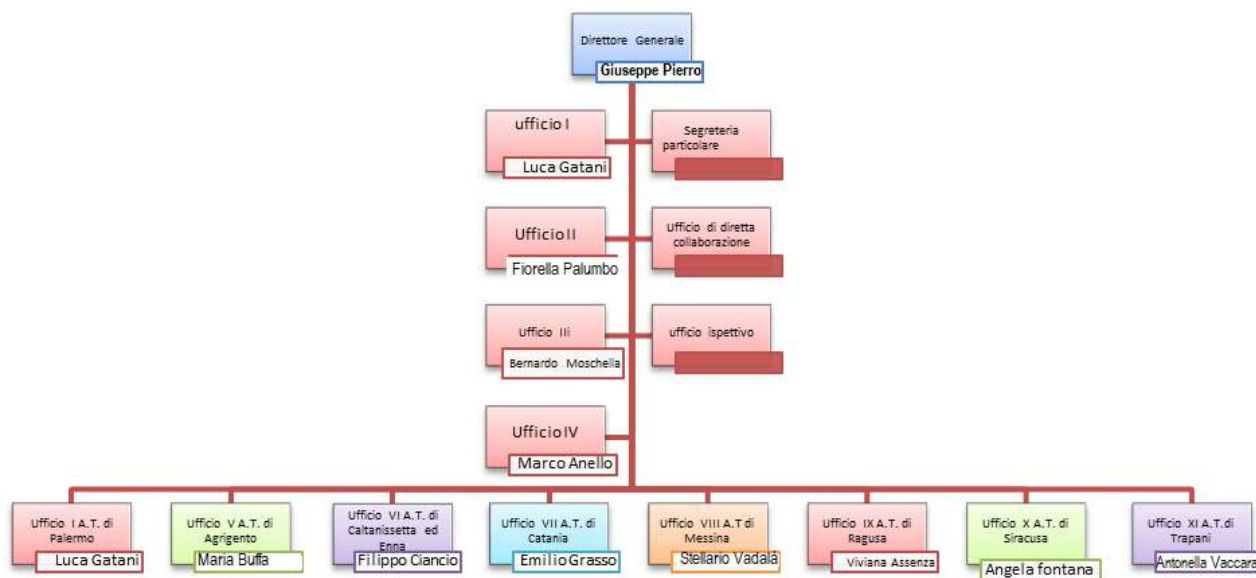 Direttore Generale
Giuseppe Pierro
ufficio I
Luca Gatani
Segreteria
particolare
Ufficio II
Fiorella Palumbo
Ufficio di diretta
collaborazione
Ufficio IIi
Bernardo Moschella
ufficio ispettivo
Ufficio IV
Marco Anello
Ufficio I A.T. di
Palermo
Luca Gatani
Ufficio V A.T. di
Agrigento
Maria Buffa
Ufficio VI A.T. di
Caltanissetta ed
Enna
Filippo Ciancio
Ufficio VII A.T. di
Catania
Emilio Grasso
Ufficio VIII A.T di
Messina
Stellario Vadalà
Ufficio IX A.T. di
Ragusa
Viviana Assenza
Ufficio X A.T. di
Siracusa
Angela fontana
Ufficio XI A.T.di
Trapani
Antonella Vaccara